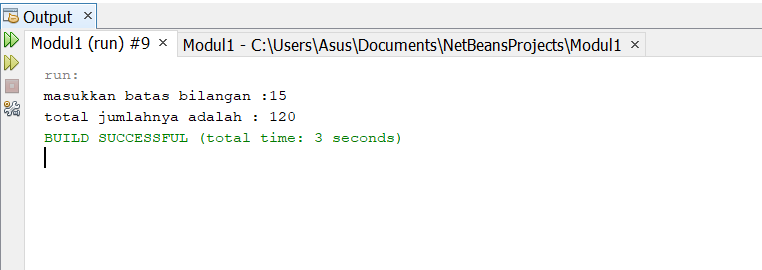 Output ×
Modul1 (run) #9 × Modul1 - C:\Users\Asus\Documents\NetBeansProjects\Modul1 ×
run:
masukkan batas bilangan :15
total jumlahnya adalah : 120
BUILD SUCCESSFUL (total time: 3 seconds)